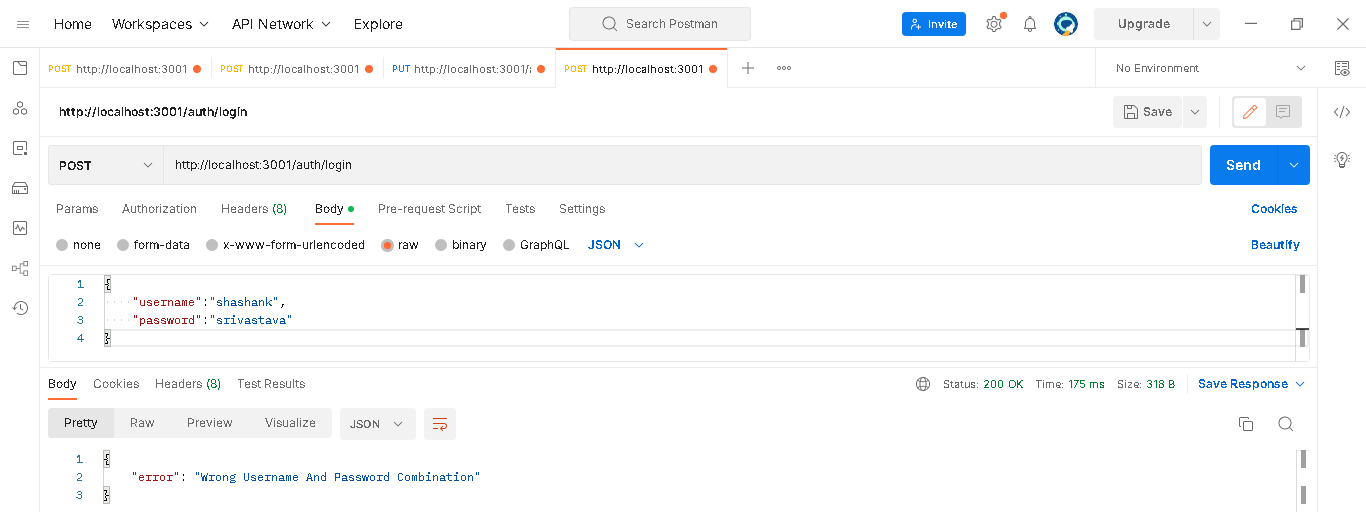 Home Workspaces API Network Explore Search Postman Invite Upgrade
POST http://localhost:3001 POST http://localhost:3001 PUT http://localhost:3001/ POST http://localhost:3001 No Environment
http://localhost:3001/auth/login Save
POST http://localhost:3001/auth/login Send
Params Authorization Headers (8) Body Pre-request Script Tests Settings Cookies
none form-data x-www-form-urlencoded raw binary GraphQL JSON Beautify
1 {
2 "username":"shashank",
3 "password":"srivastava"
4 }
Body Cookies Headers (8) Test Results Status: 200 OK Time: 175 ms Size: 318 B Save Response
Pretty Raw Preview Visualize JSON
1 {
2 "error": "Wrong Username And Password Combination"
3 }